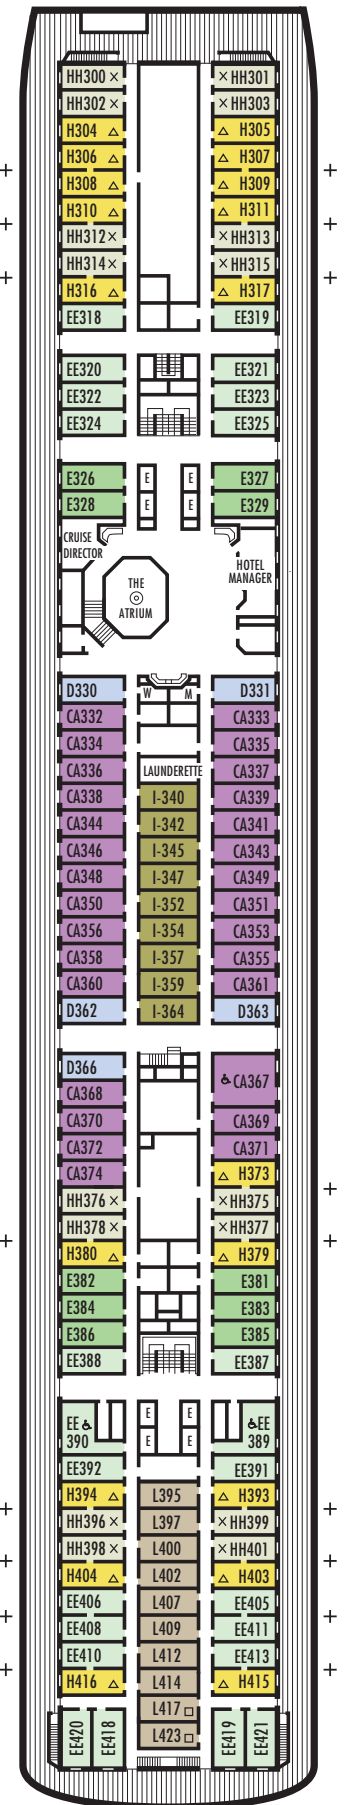 HH300 × × HH301
HH302 × × HH303
H304 △ △ H305
H306 △ △ H307
H308 △ △ H309
H310 △ △ H311
HH312 × × HH313
HH314 × × HH315
H316 △ △ H317
EE318 EE319
EE320 EE321
EE322 EE323
EE324 EE325
E326 E E E327
E328 E E E329
CRUISE
DIRECTOR
HOTEL
MANAGER
THE
ATRIUM
D330 W M D331
CA332 CA333
CA334 CA335
CA336 LAUNDERETTE CA337
CA338 I-340 CA339
CA344 I-342 CA341
CA346 I-345 CA343
CA348 I-347 CA349
CA350 I-352 CA351
CA356 I-354 CA353
CA358 I-357 CA355
CA360 I-359 CA361
D362 I-364 D363
D366 CA367
CA368
CA370 CA369
CA372 CA371
CA374 △ H373
HH376 × × HH375
HH378 × × HH377
H380 △ △ H379
E382 E381
E384 E383
E386 E385
EE388 EE387
EE E E EE
390 E E 389
EE392 EE391
H394 △ L395 △ H393
HH396 × L397 × HH399
HH398 × L400 × HH401
H404 △ L402 △ H403
EE406 L407 EE405
EE408 L409 EE411
EE410 L412 EE413
H416 △ L414 △ H415
L417 □
L423 □
EE420 EE418 EE419 EE421